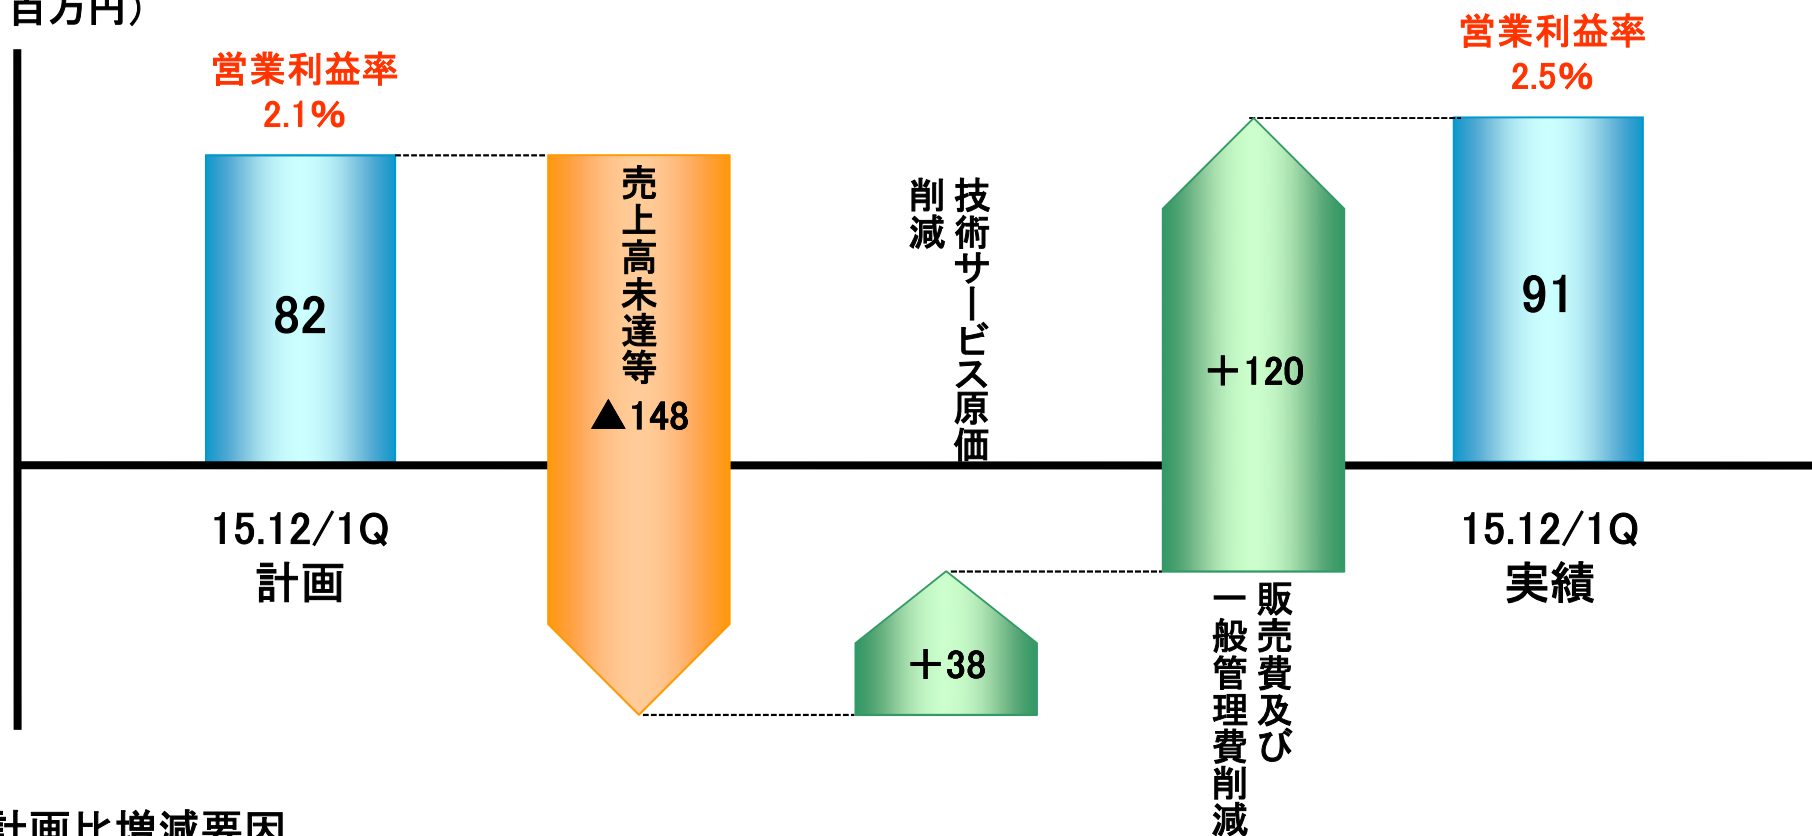 百万円）
営業利益率
2.1%
82
15.12/1Q
計画
売上高未達等
▲148
技術サービス原価
削減
＋38
＋120
販売費及び
一般管理費削減
営業利益率
2.5%
91
15.12/1Q
実績
計画比増減要因